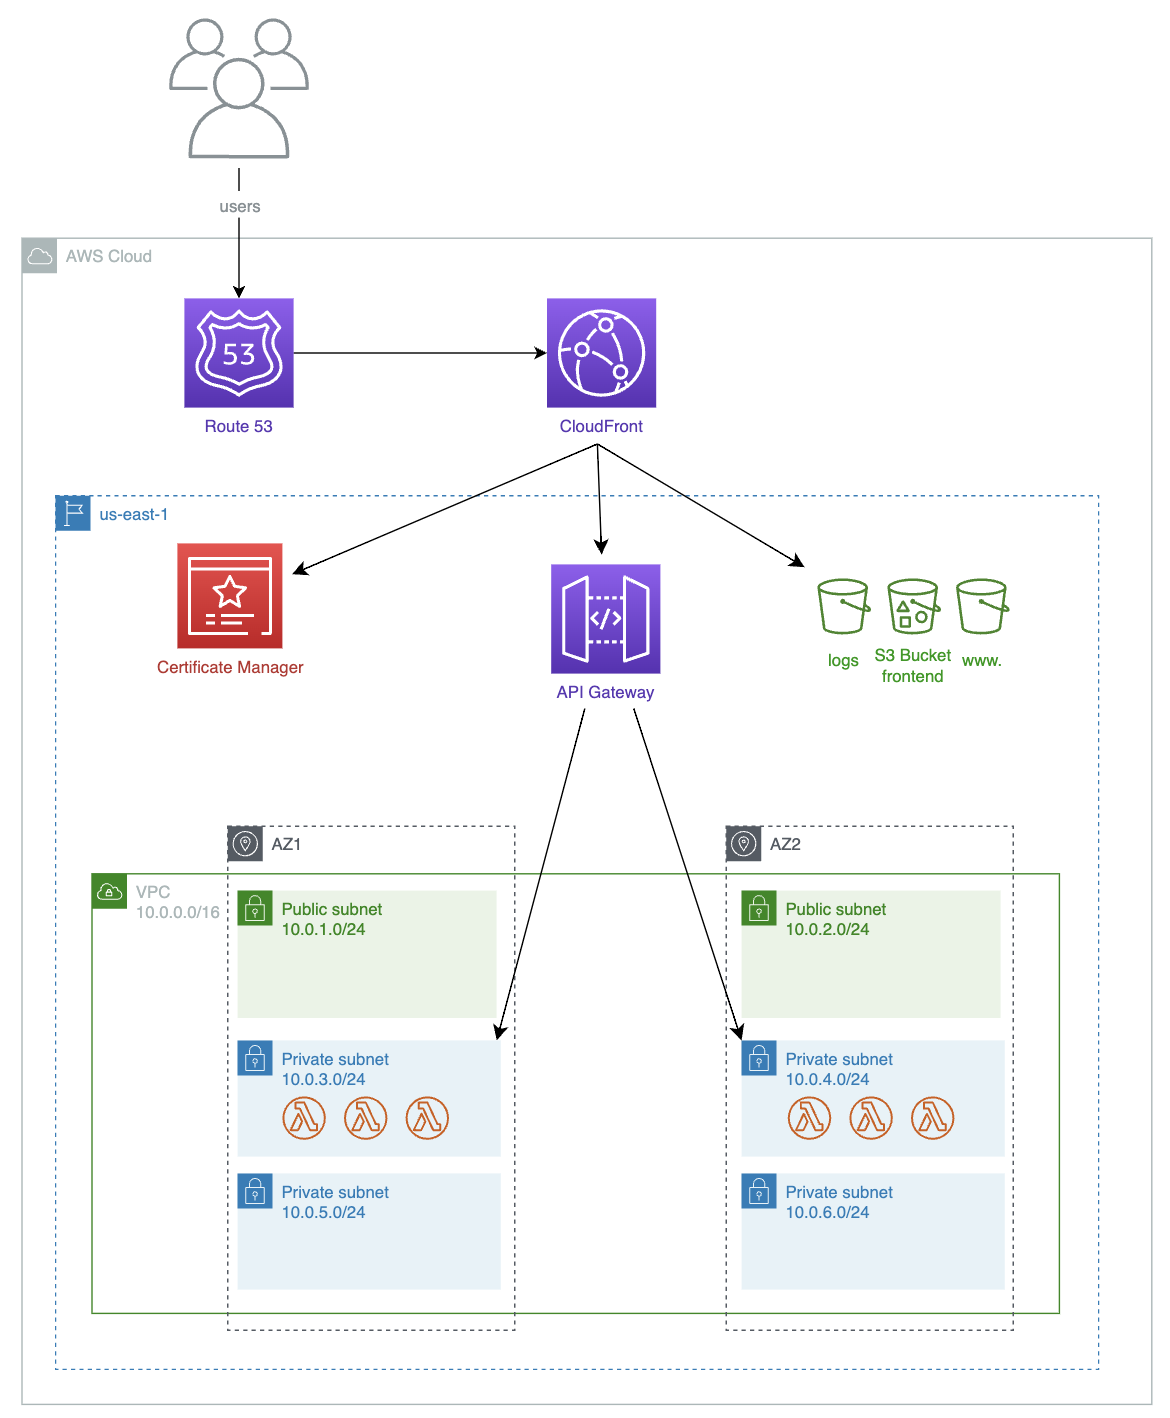 users
AWS Cloud
53
Route 53
CloudFront
us-east-1
Certificate Manager
</>
API Gateway
logs
S3 Bucket
frontend
www.
AZ1
AZ2
VPC
10.0.0.0/16
Public subnet
10.0.1.0/24
Public subnet
10.0.2.0/24
Private subnet
10.0.3.0/24
Private subnet
10.0.4.0/24
Private subnet
10.0.5.0/24
Private subnet
10.0.6.0/24